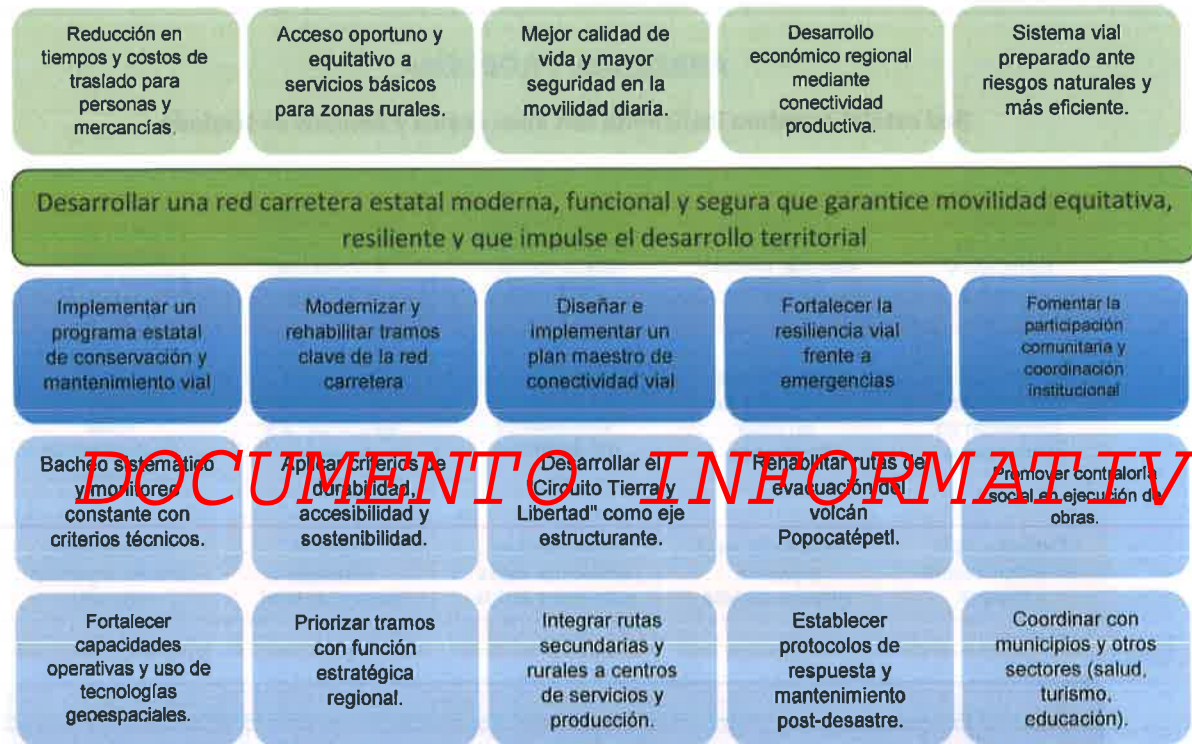 Reducción en
tiempos y costos de
traslado para
personas y
mercancías.
Acceso oportuno y
equitativo a
servicios básicos
para zonas rurales.
Mejor calidad de
vida y mayor
seguridad en la
movilidad diaria.
Desarrollo
económico regional
mediante
conectividad
productiva.
Sistema vial
preparado ante
riesgos naturales y
más eficiente.
Desarrollar una red carretera estatal moderna, funcional y segura que garantice movilidad equitativa,
resiliente y que impulse el desarrollo territorial
Implementar un
programa estatal
de conservación y
mantenimiento vial
Modernizar y
rehabilitar tramos
clave de la red
carretera
Diseñar e
implementar un
plan maestro de
conectividad vial
Fortalecer la
resiliencia vial
frente a
emergencias
Fomentar la
participación
comunitaria y
coordinación
institucional
Bacheo sistemático
y monitoreo
constante con
criterios técnicos.
Aplicar criterios de
durabilidad,
accesibilidad y
sostenibilidad.
Desarrollar el
"Circuito Tierra y
Libertad" como eje
estructurante.
Rehabilitar rutas de
evacuación del
volcán
Popocatépetl.
Promover contraloría
social en ejecución de
obras.
DOCUMENTO INFORMATIV
Fortalecer
capacidades
operativas y uso de
tecnologías
geoespaciales.
Priorizar tramos
con función
estratégica
regional.
Integrar rutas
secundarias y
rurales a centros
de servicios y
producción.
Establecer
protocolos de
respuesta y
mantenimiento
post-desastre.
Coordinar con
municipios y otros
sectores (salud,
turismo,
educación).